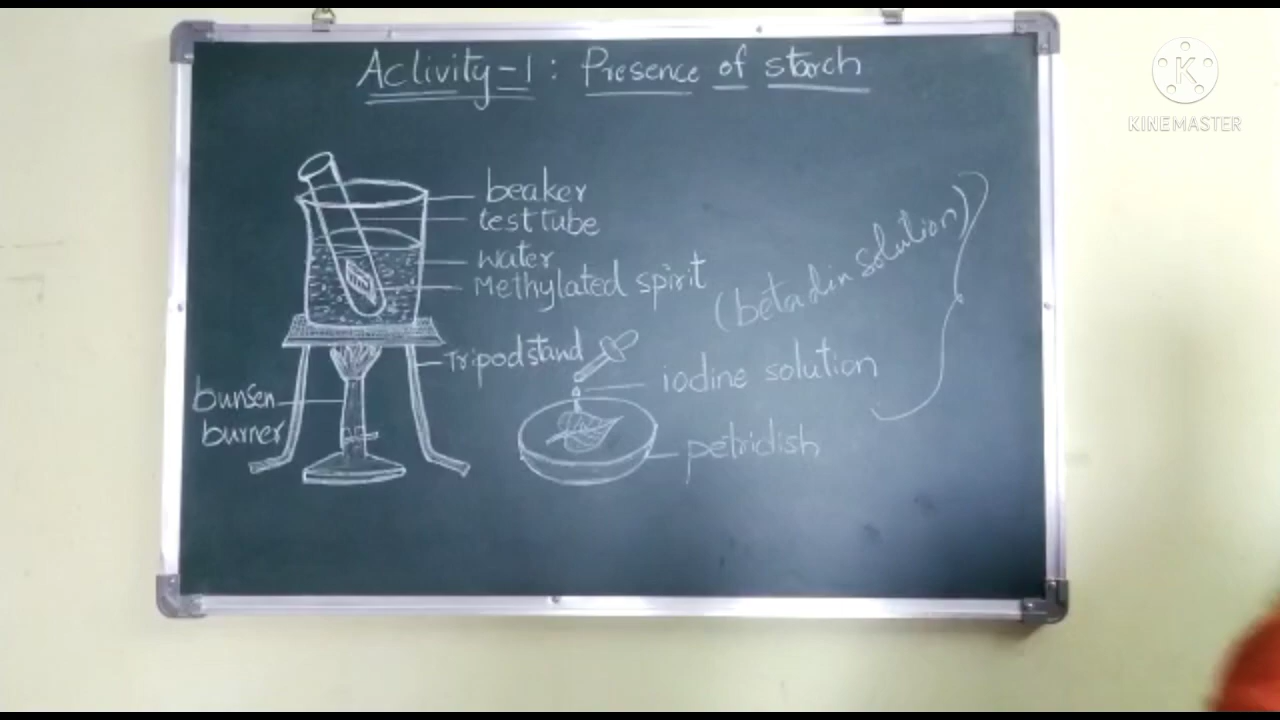 Activity-1: Presence of starch
beaker
test tube
water
Methylated spirit
(betadin solution)
Tripod stand
iodine solution
bunsen
burner
petridish
K
KINEMASTER